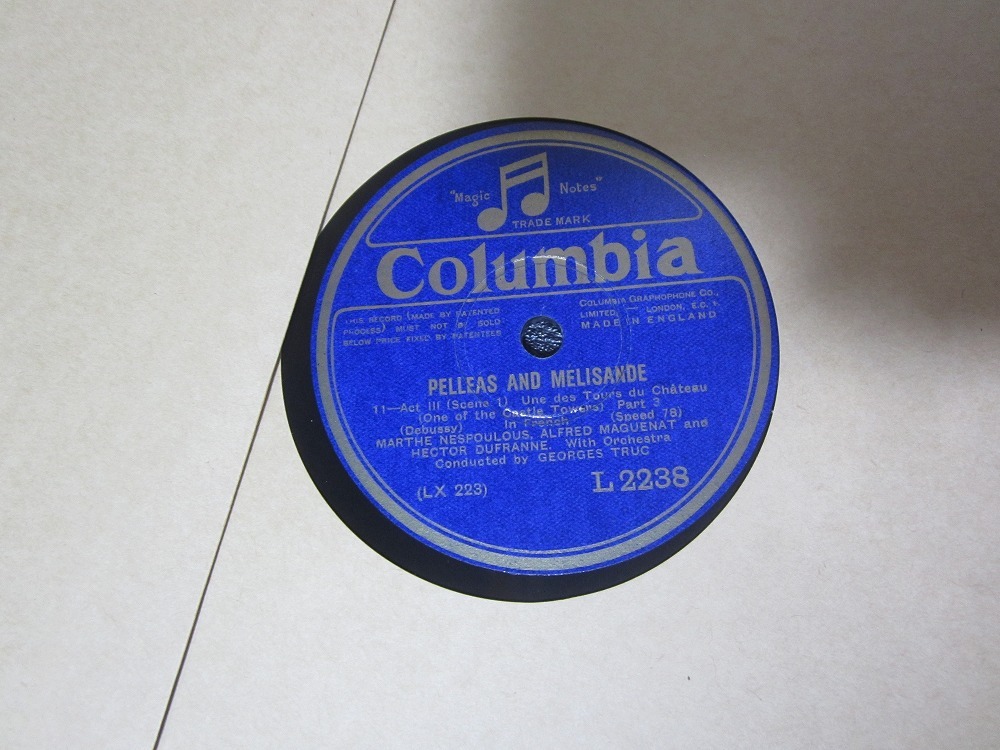 "Magic Notes"
TRADE MARK
Columbia
THIS RECORD (MADE BY PATENTED
PROCESS) MUST NOT BE SOLD
BELOW PRICE FIXED BY PATENTEES
COLUMBIA GRAPHOPHONE CO.,
LIMITED, — LONDON, E.C. 1.
MADE IN ENGLAND
PELLEAS AND MELISANDE
11—Act III (Scene 1) Une des Tours du Château
(One of the Castle Towers) Part 3
(Debussy) In French (Speed 78)
MARTHE NESPOULOUS, ALFRED MAGUENAT and
HECTOR DUFRANNE. With Orchestra
Conducted by GEORGES TRUC
(LX 223) L 2238